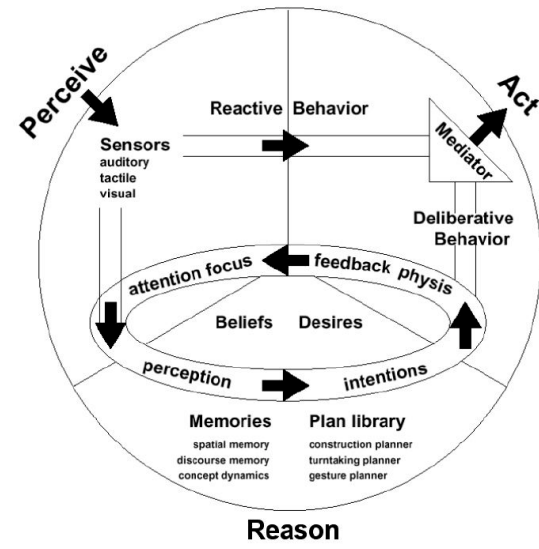 Perceive
Act
Reactive Behavior
Sensors
auditory
tactile
visual
Mediator
Deliberative
Behavior
attention focus
feedback physis
Beliefs Desires
perception
intentions
Memories
spatial memory
discourse memory
concept dynamics
Plan library
construction planner
turntaking planner
gesture planner
Reason